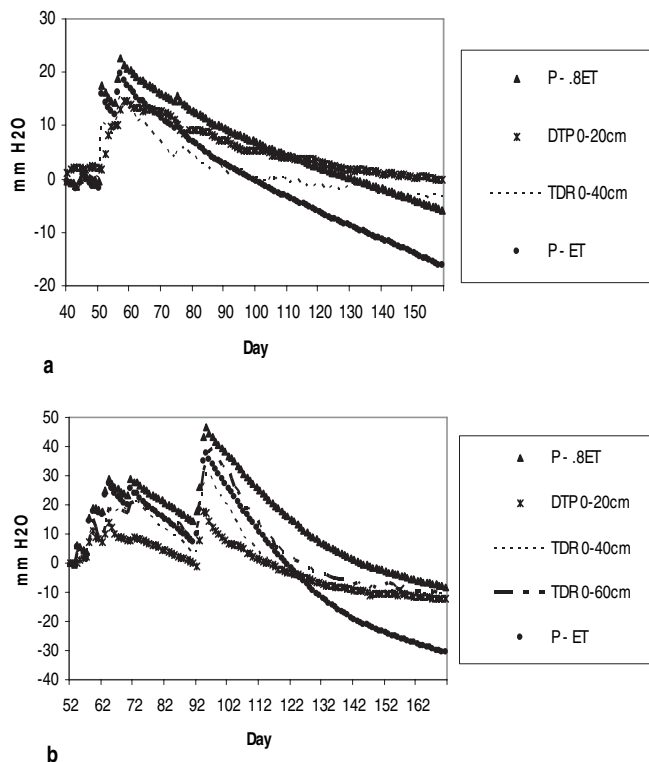 30
20
10
0
-10
-20
mm H2O
40 50 60 70 80 90 100 110 120 130 140 150
Day
P - .8ET
DTP 0-20cm
TDR 0-40cm
P - ET
a
50
40
30
20
10
0
-10
-20
-30
-40
mm H2O
52 62 72 82 92 102 112 122 132 142 152 162
Day
P - .8ET
DTP 0-20cm
TDR 0-40cm
TDR 0-60cm
P - ET
b